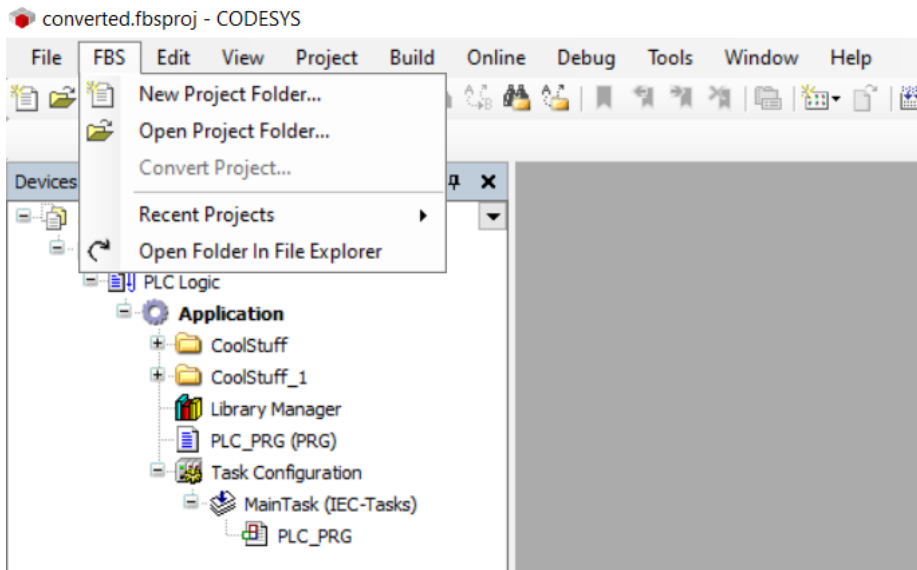 converted.fbsproj - CODESYS
File FBS Edit View Project Build Online Debug Tools Window Help
New Project Folder...
Open Project Folder...
Convert Project...
Devices
Recent Projects
Open Folder In File Explorer
PLC Logic
Application
CoolStuff
CoolStuff_1
Library Manager
PLC_PRG (PRG)
Task Configuration
MainTask (IEC-Tasks)
PLC_PRG